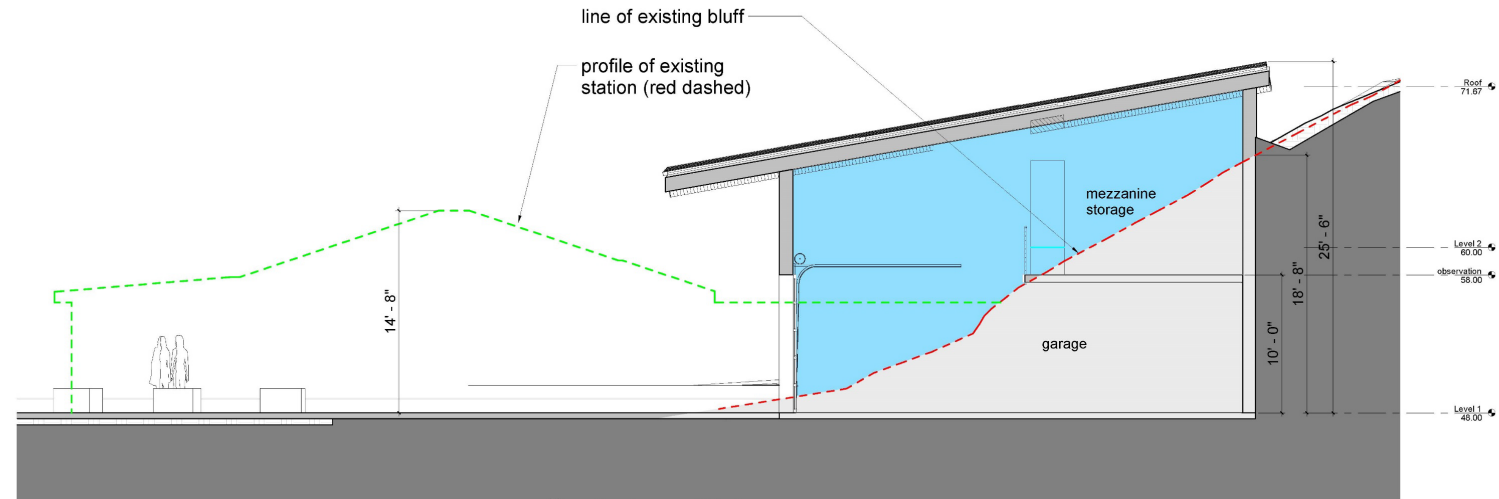 line of existing bluff
profile of existing
station (red dashed)
Roof
71.67
mezzanine
storage
Level 2
60.00
observation
58.00
25' - 6"
18' - 8"
14' - 8"
10' - 0"
garage
Level 1
48.00